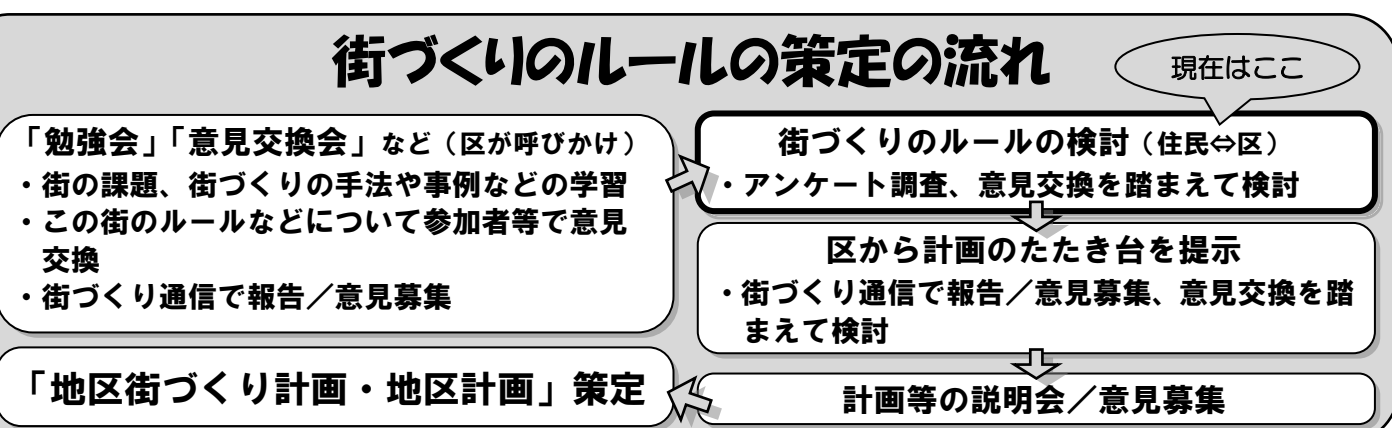 街づくりのルールの策定の流れ
現在はここ
「勉強会」「意見交換会」など（区が呼びかけ）
・街の課題、街づくりの手法や事例などの学習
・この街のルールなどについて参加者等で意見
交換
・街づくり通信で報告／意見募集
街づくりのルールの検討（住民⇔区）
・アンケート調査、意見交換を踏まえて検討
区から計画のたたき台を提示
・街づくり通信で報告／意見募集、意見交換を踏
まえて検討
計画等の説明会／意見募集
「地区街づくり計画・地区計画」策定